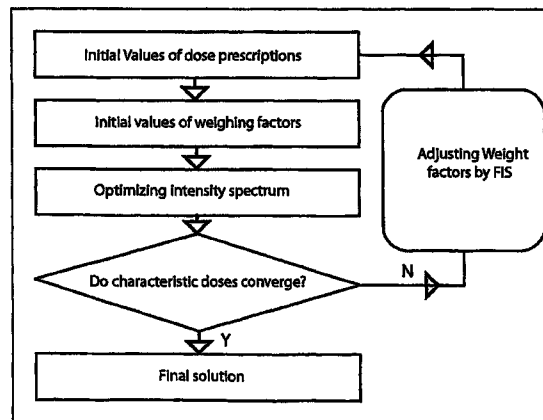 Initial Values of dose prescriptions
Initial values of weighing factors
Optimizing intensity spectrum
Do characteristic doses converge?
Y
Final solution
N
Adjusting Weight
factors by FIS